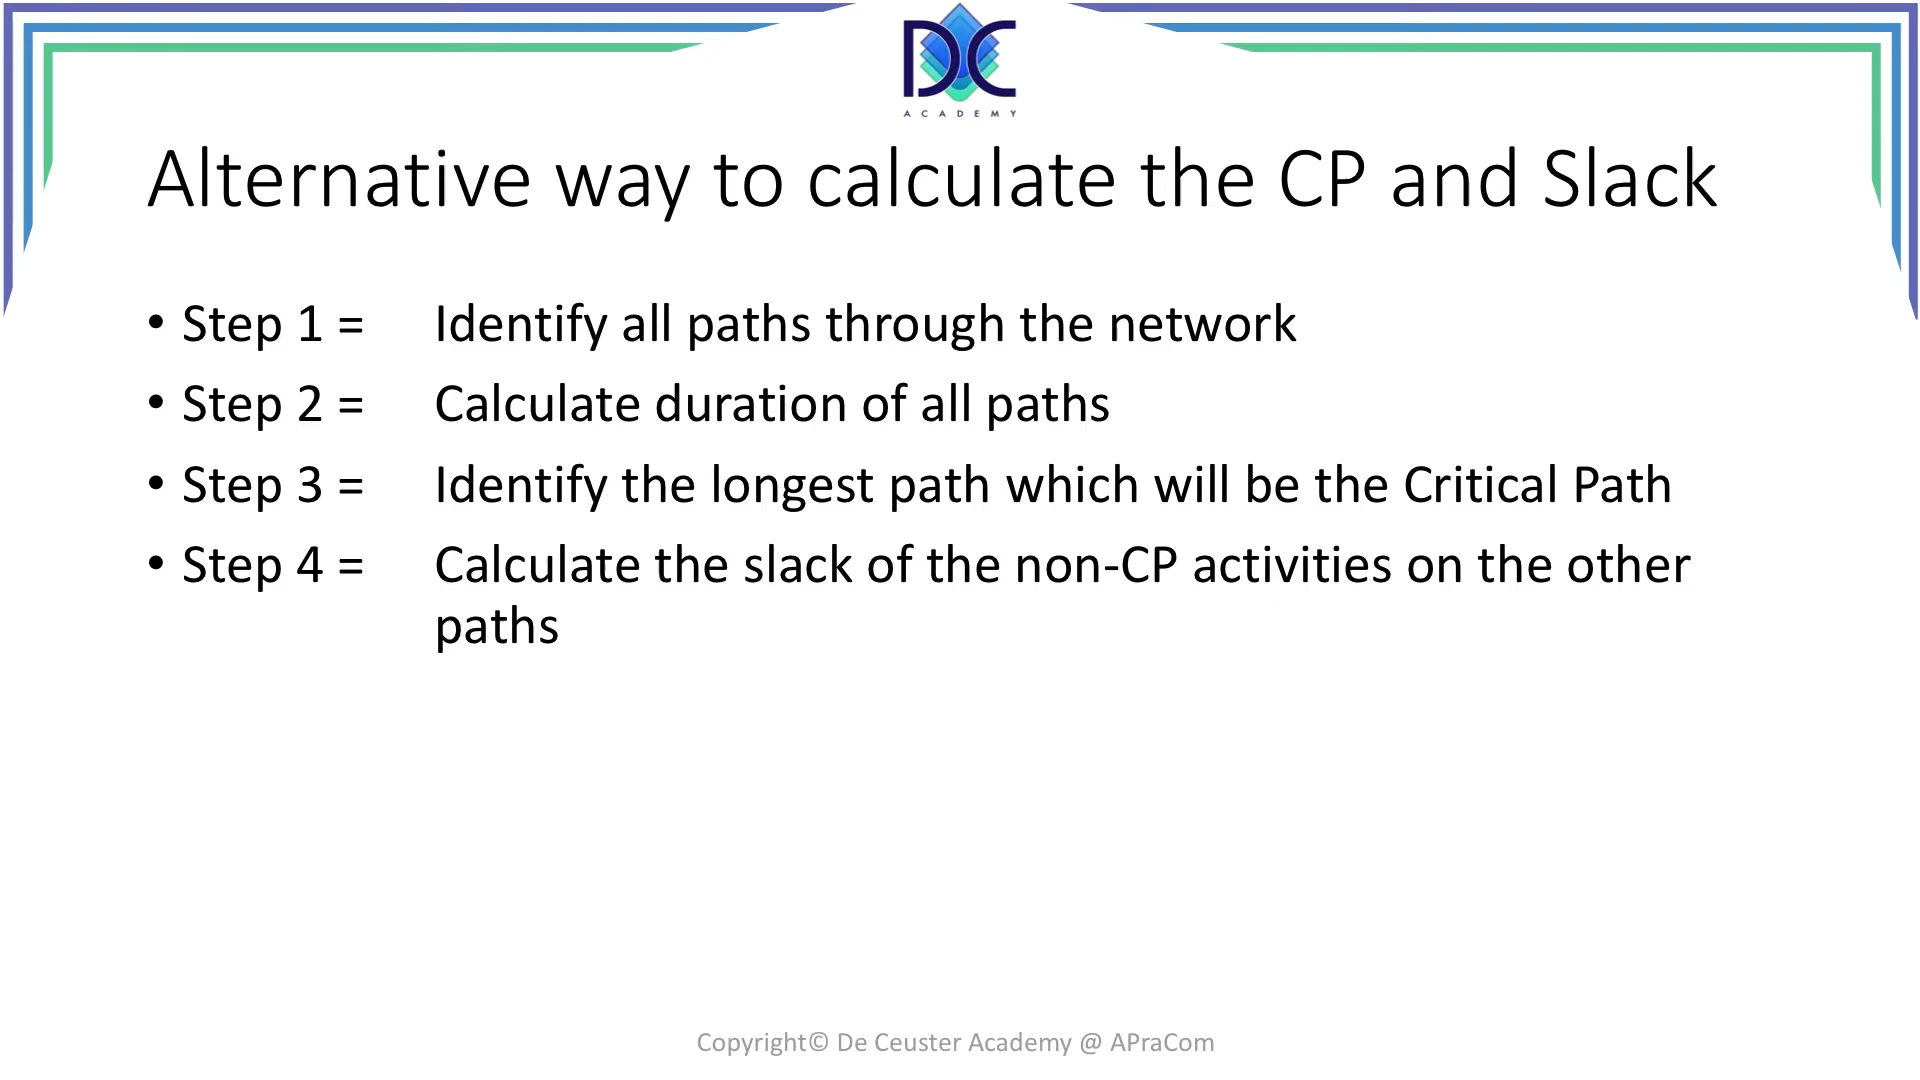 DC
ACADEMY
Alternative way to calculate the CP and Slack
• Step 1 = Identify all paths through the network
• Step 2 = Calculate duration of all paths
• Step 3 = Identify the longest path which will be the Critical Path
• Step 4 = Calculate the slack of the non-CP activities on the other
paths
Copyright© De Ceuster Academy @ APraCom